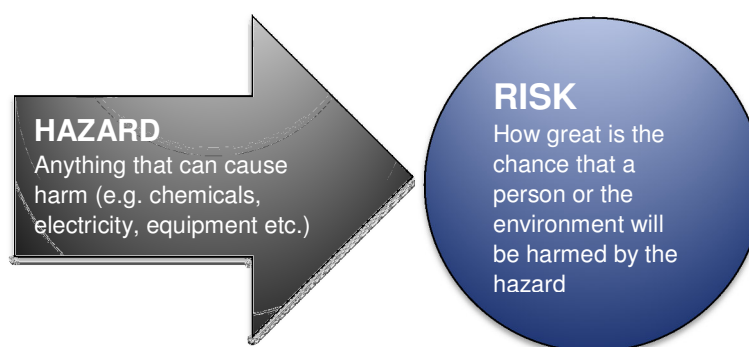 HAZARD
Anything that can cause
harm (e.g. chemicals,
electricity, equipment etc.)
RISK
How great is the
chance that a
person or the
environment will
be harmed by the
hazard